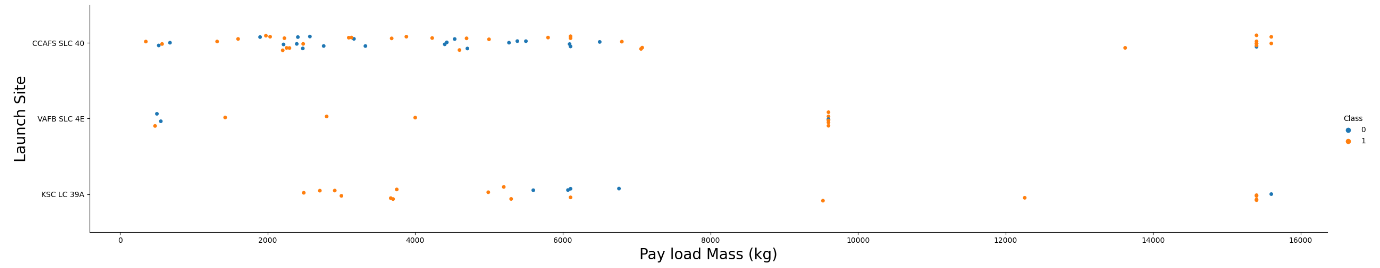 CCAFS SLC 40
VAFB SLC 4E
KSC LC 39A
Launch Site
0 2000 4000 6000 8000 10000 12000 14000 16000
Pay load Mass (kg)
Class
0
1